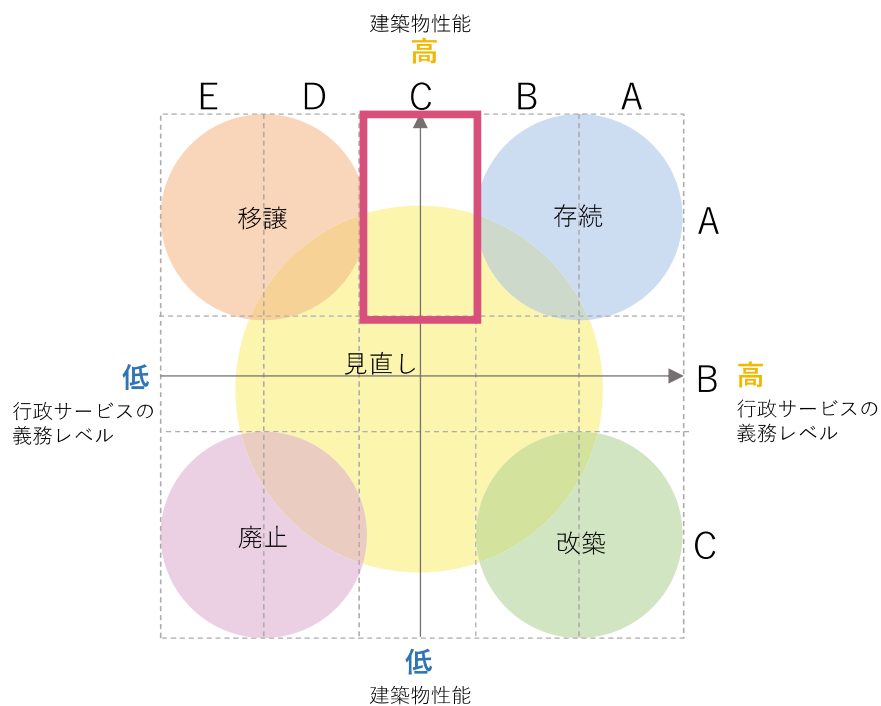 建築物性能
高
E D C B A
移譲
存続
A
見直し
低
B
高
行政サービスの
義務レベル
行政サービスの
義務レベル
廃止
改築
C
低
建築物性能